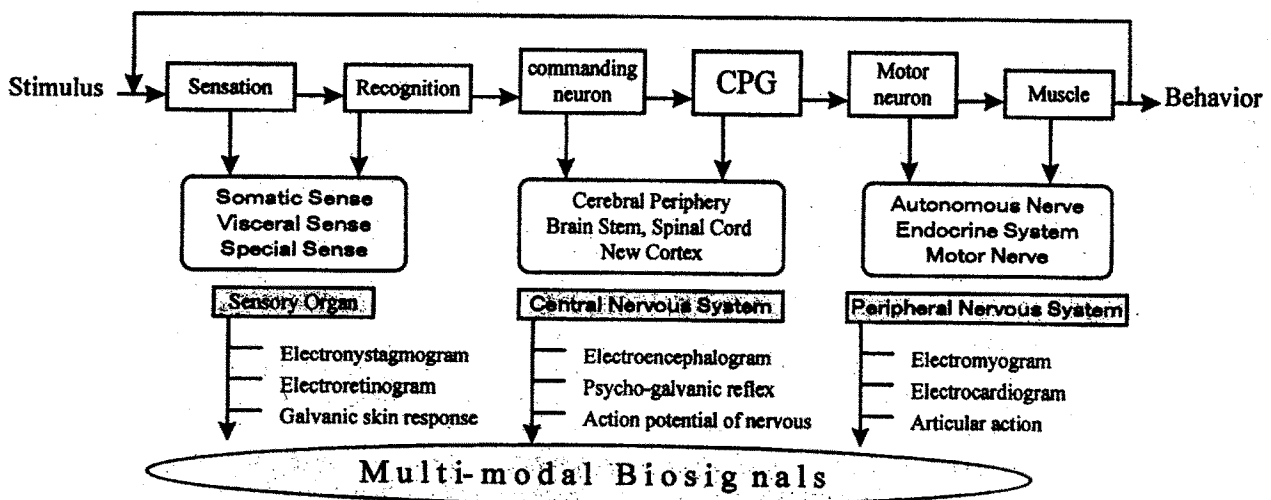 Stimulus
Sensation
Recognition
commanding
neuron
CPG
Motor
neuron
Muscle
Behavior
Somatic Sense
Visceral Sense
Special Sense
Cerebral Periphery
Brain Stem, Spinal Cord
New Cortex
Autonomous Nerve
Endocrine System
Motor Nerve
Sensory Organ
Central Nervous System
Peripheral Nervous System
Electronystagmogram
Electroretinogram
Galvanic skin response
Electroencephalogram
Psycho-galvanic reflex
Action potential of nervous
Electromyogram
Electrocardiogram
Articular action
Multi-modal Biosignals